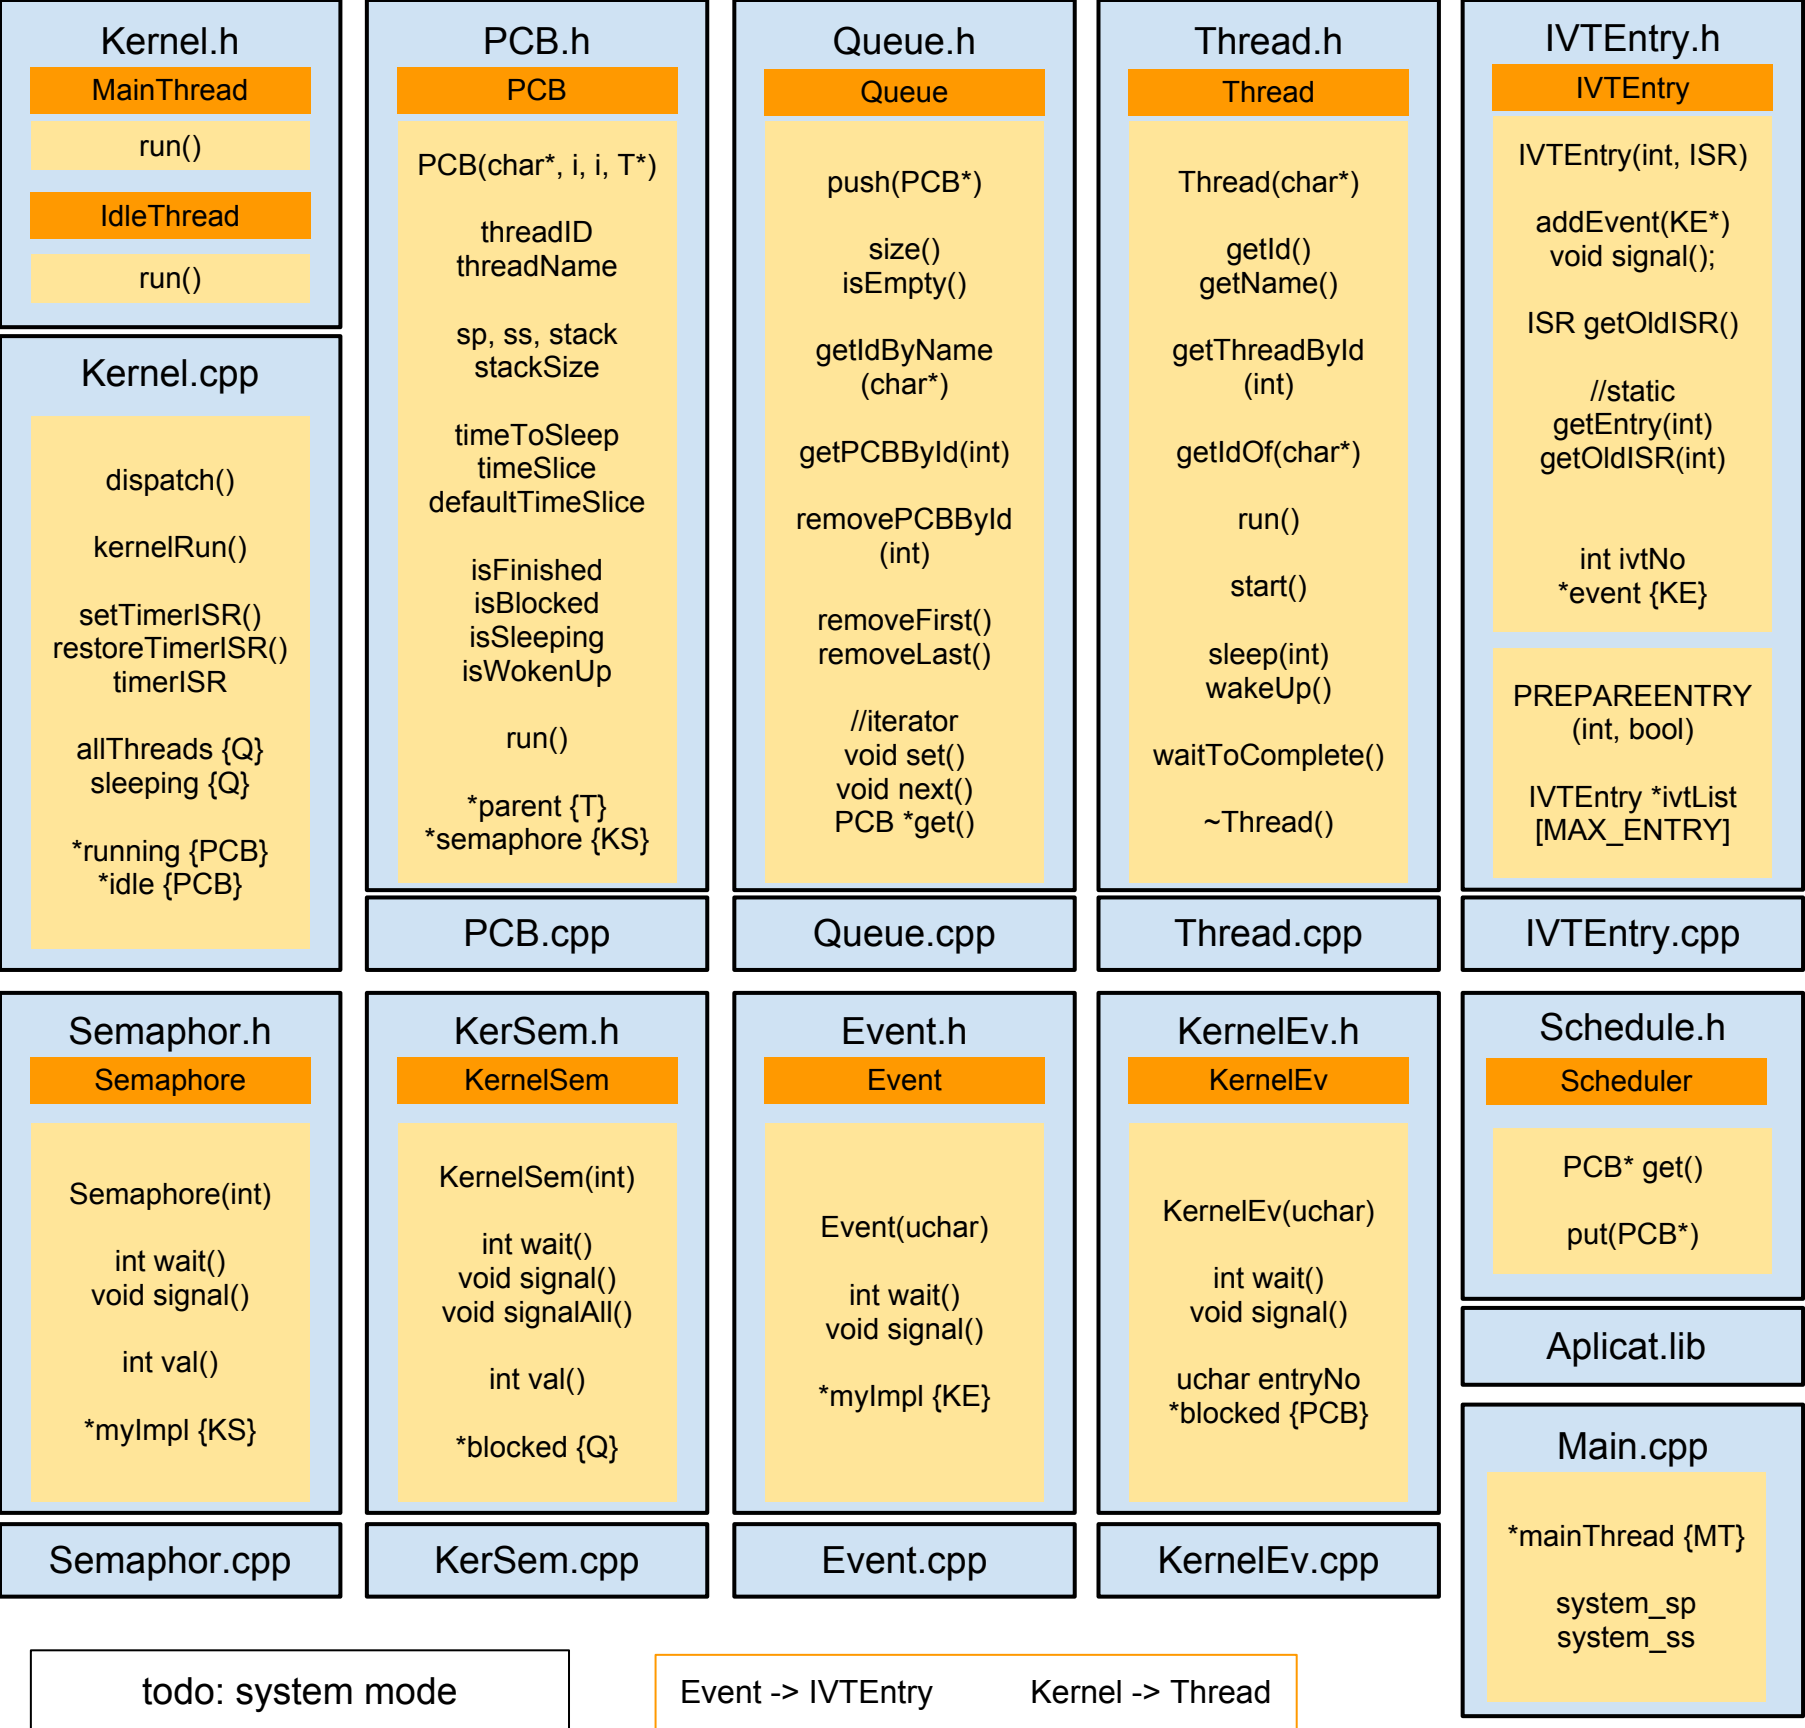 Kernel.h
MainThread
run()
IdleThread
run()
Kernel.cpp
dispatch()
kernelRun()
setTimerISR()
restoreTimerISR()
timerISR
allThreads {Q}
sleeping {Q}
*running {PCB}
*idle {PCB}
PCB.h
PCB
PCB(char*, i, i, T*)
threadID
threadName
sp, ss, stack
stackSize
timeToSleep
timeSlice
defaultTimeSlice
isFinished
isBlocked
isSleeping
isWokenUp
run()
*parent {T}
*semaphore {KS}
PCB.cpp
Queue.h
Queue
push(PCB*)
size()
isEmpty()
getIdByName
(char*)
getPCBById(int)
removePCBById
(int)
removeFirst()
removeLast()
//iterator
void set()
void next()
PCB *get()
Queue.cpp
Thread.h
Thread
Thread(char*)
getId()
getName()
getThreadById
(int)
getIdOf(char*)
run()
start()
sleep(int)
wakeUp()
waitToComplete()
~Thread()
Thread.cpp
IVTEntry.h
IVTEntry
IVTEntry(int, ISR)
addEvent(KE*)
void signal();
ISR getOldISR()
//static
getEntry(int)
getOldISR(int)
int ivtNo
*event {KE}
PREPAREENTRY
(int, bool)
IVTEntry *ivtList
[MAX_ENTRY]
IVTEntry.cpp
Semaphor.h
Semaphore
Semaphore(int)
int wait()
void signal()
int val()
*myImpl {KS}
Semaphor.cpp
KerSem.h
KernelSem
KernelSem(int)
int wait()
void signal()
void signalAll()
int val()
*blocked {Q}
KerSem.cpp
Event.h
Event
Event(uchar)
int wait()
void signal()
*myImpl {KE}
Event.cpp
KernelEv.h
KernelEv
KernelEv(uchar)
int wait()
void signal()
uchar entryNo
*blocked {PCB}
KernelEv.cpp
Schedule.h
Scheduler
PCB* get()
put(PCB*)
Aplicat.lib
Main.cpp
*mainThread {MT}
system_sp
system_ss
todo: system mode
Event -> IVTEntry
Kernel -> Thread